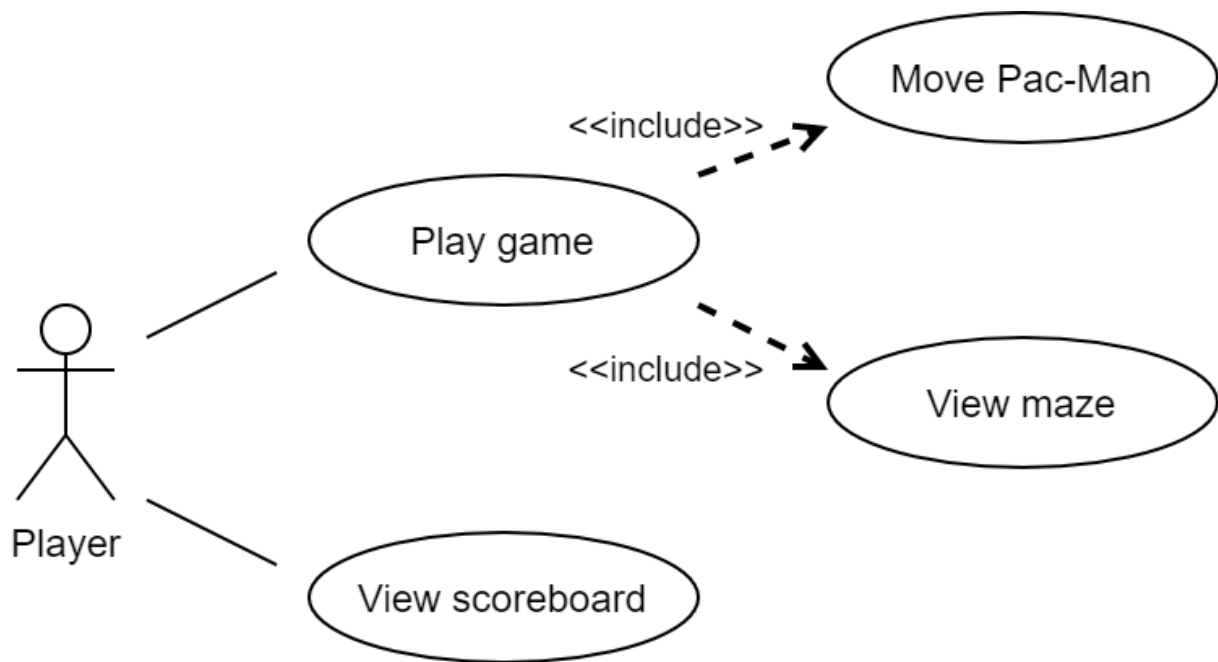 Move Pac-Man
<<include>>
Play game
<<include>>
View maze
Player
View scoreboard